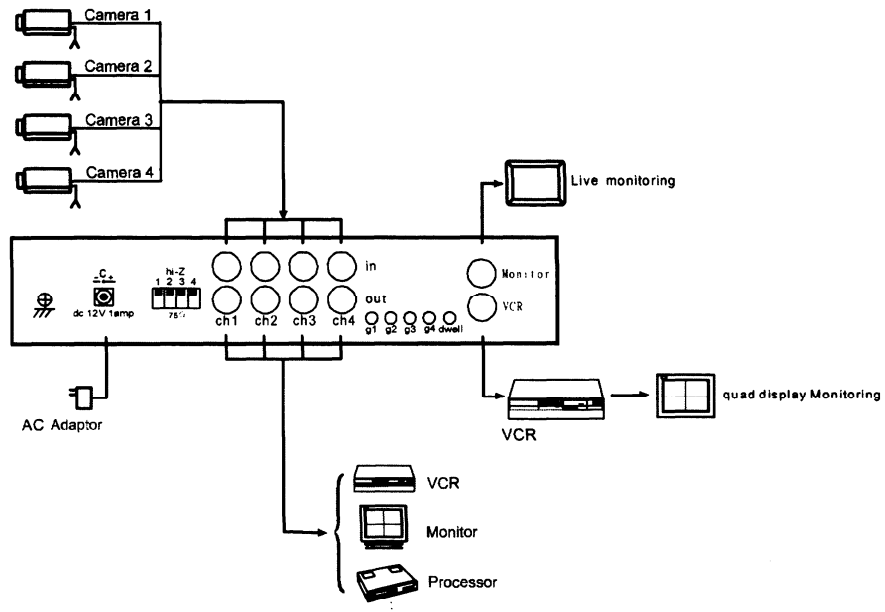 Camera 1
Camera 2
Camera 3
Camera 4
Live monitoring
hi-Z
1 2 3 4
75Ω
- C +
dc 12V 1amp
in
out
ch1 ch2 ch3 ch4
g1 g2 g3 g4 dwell
Monitor
VCR
AC Adaptor
VCR
quad display Monitoring
VCR
Monitor
Processor